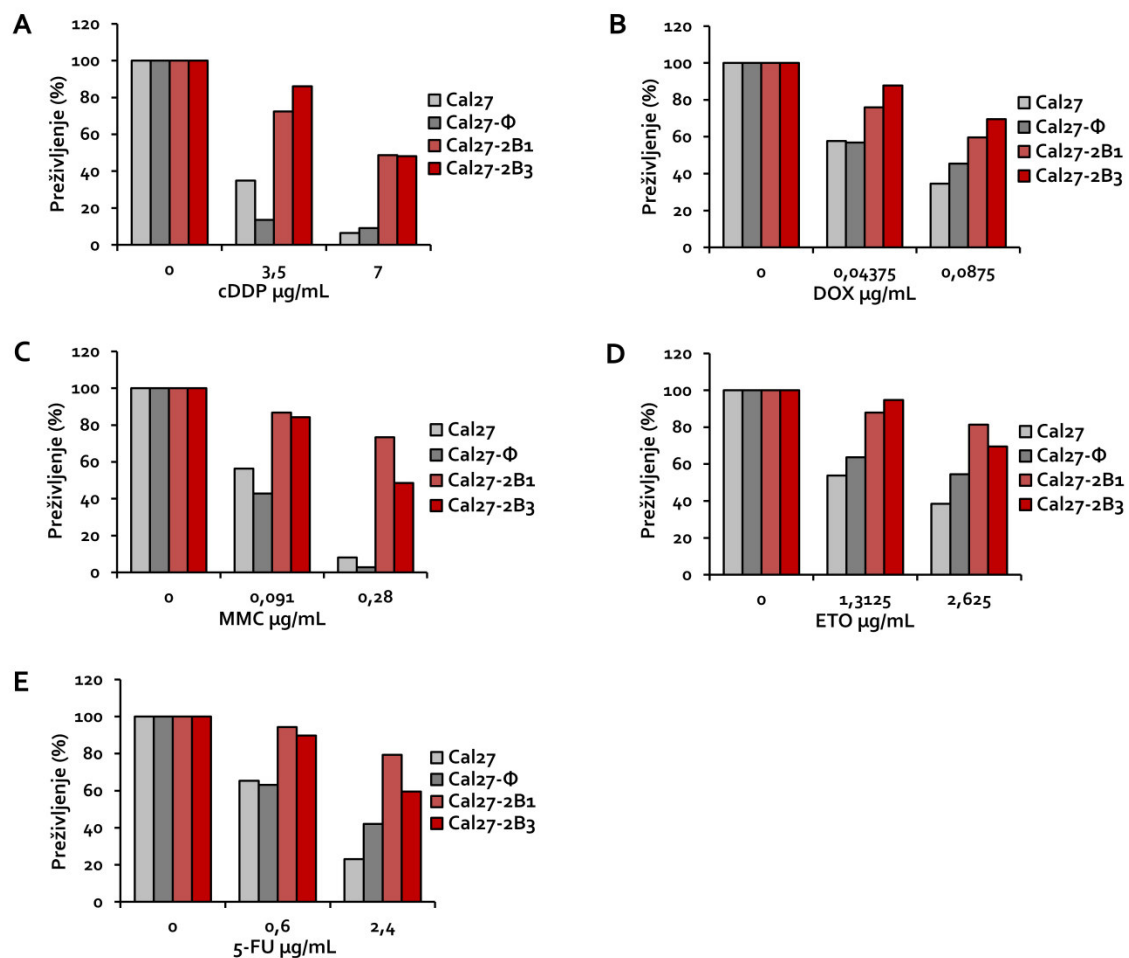 A
Preživljenje (%)
120
100
80
60
40
20
0
0 3,5 7
cDDP µg/mL
Cal27
Cal27-Φ
Cal27-2B1
Cal27-2B3
B
Preživljenje (%)
120
100
80
60
40
20
0
0 0,04375 0,0875
DOX µg/mL
Cal27
Cal27-Φ
Cal27-2B1
Cal27-2B3
C
Preživljenje (%)
120
100
80
60
40
20
0
0 0,091 0,28
MMC µg/mL
Cal27
Cal27-Φ
Cal27-2B1
Cal27-2B3
D
Preživljenje (%)
120
100
80
60
40
20
0
0 1,3125 2,625
ETO µg/mL
Cal27
Cal27-Φ
Cal27-2B1
Cal27-2B3
E
Preživljenje (%)
120
100
80
60
40
20
0
0 0,6 2,4
5-FU µg/mL
Cal27
Cal27-Φ
Cal27-2B1
Cal27-2B3